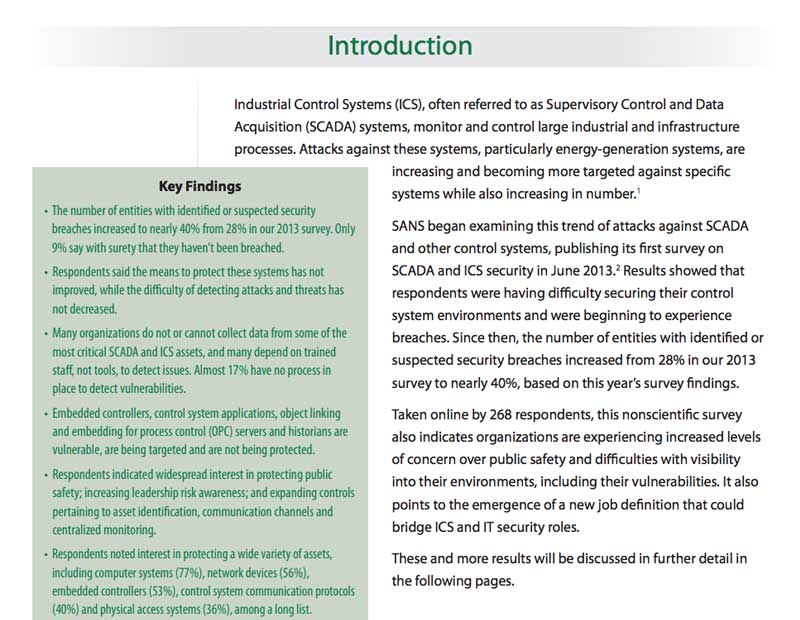 Introduction
Industrial Control Systems (ICS), often referred to as Supervisory Control and Data
Acquisition (SCADA) systems, monitor and control large industrial and infrastructure
processes. Attacks against these systems, particularly energy-generation systems, are
increasing and becoming more targeted against specific
systems while also increasing in number.¹
SANS began examining this trend of attacks against SCADA
and other control systems, publishing its first survey on
SCADA and ICS security in June 2013.² Results showed that
respondents were having difficulty securing their control
system environments and were beginning to experience
breaches. Since then, the number of entities with identified or
suspected security breaches increased from 28% in our 2013
survey to nearly 40%, based on this year's survey findings.
Taken online by 268 respondents, this nonscientific survey
also indicates organizations are experiencing increased levels
of concern over public safety and difficulties with visibility
into their environments, including their vulnerabilities. It also
points to the emergence of a new job definition that could
bridge ICS and IT security roles.
These and more results will be discussed in further detail in
the following pages.
Key Findings
• The number of entities with identified or suspected security
breaches increased to nearly 40% from 28% in our 2013 survey. Only
9% say with surety that they haven't been breached.
• Respondents said the means to protect these systems has not
improved, while the difficulty of detecting attacks and threats has
not decreased.
• Many organizations do not or cannot collect data from some of the
most critical SCADA and ICS assets, and many depend on trained
staff, not tools, to detect issues. Almost 17% have no process in
place to detect vulnerabilities.
• Embedded controllers, control system applications, object linking
and embedding for process control (OPC) servers and historians are
vulnerable, are being targeted and are not being protected.
• Respondents indicated widespread interest in protecting public
safety; increasing leadership risk awareness; and expanding controls
pertaining to asset identification, communication channels and
centralized monitoring.
• Respondents noted interest in protecting a wide variety of assets,
including computer systems (77%), network devices (56%),
embedded controllers (53%), control system communication protocols
(40%) and physical access systems (36%), among a long list.